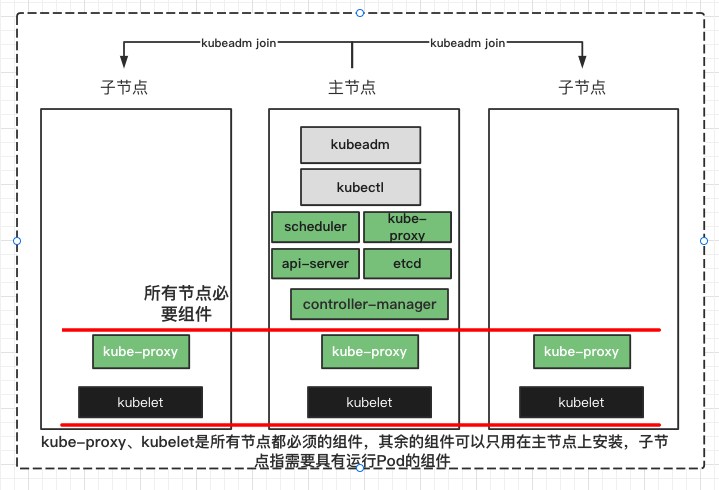 kubeadm join
kubeadm join
子节点
主节点
子节点
kubeadm
kubectl
scheduler
kube-
proxy
api-server
etcd
controller-manager
所有节点必
要组件
kube-proxy
kube-proxy
kube-proxy
kubelet
kubelet
kubelet
kube-proxy、kubelet是所有节点都必须的组件，其余的组件可以只用在主节点上安装，子节
点指需要具有运行Pod的组件